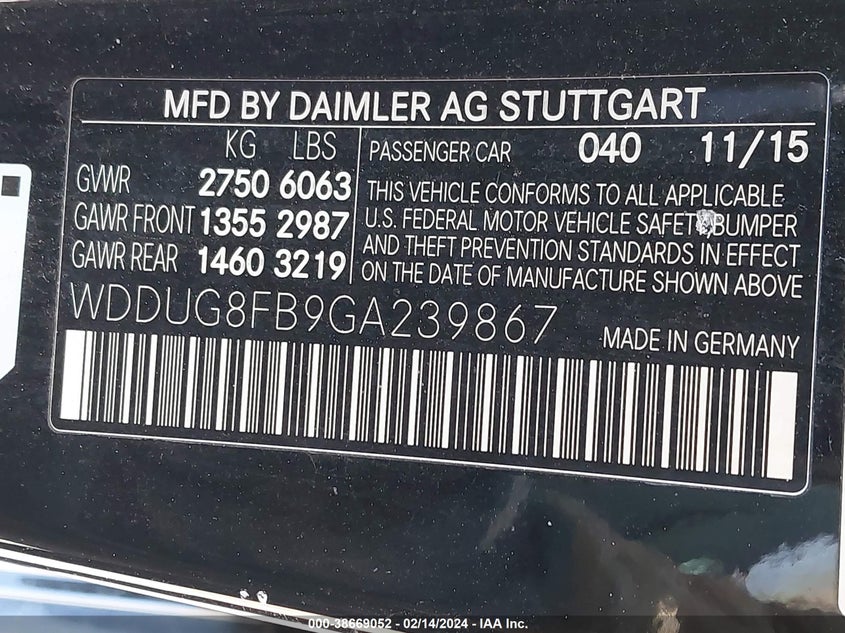 MFD BY DAIMLER AG STUTTGART
KG LBS
GVWR 2750 6063
GAWR FRONT 1355 2987
GAWR REAR 1460 3219
PASSENGER CAR 040 11/15
THIS VEHICLE CONFORMS TO ALL APPLICABLE
U.S. FEDERAL MOTOR VEHICLE SAFETY, BUMPER
AND THEFT PREVENTION STANDARDS IN EFFECT
ON THE DATE OF MANUFACTURE SHOWN ABOVE
WDDUG8FB9GA239867
MADE IN GERMANY
000-38669052 - 02/14/2024 - IAA Inc.